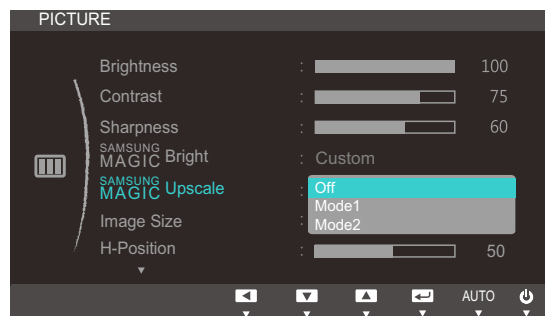 PICTURE
Brightness : 100
Contrast : 75
Sharpness : 60
SAMSUNG MAGIC Bright : Custom
SAMSUNG MAGIC Upscale : Off
Mode1
Image Size : Mode2
H-Position : 50
AUTO